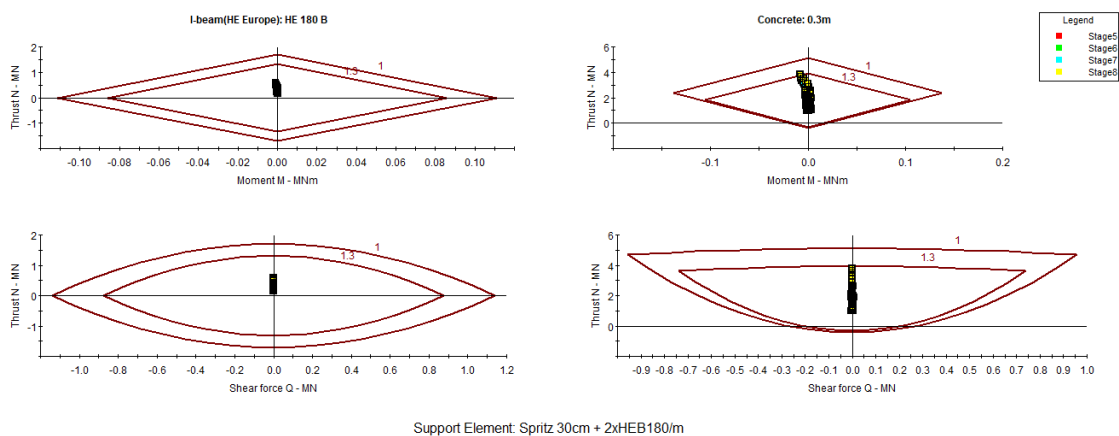 I-beam(HE Europe): HE 180 B
Thrust N - MN
2
1
0
-1
1
1.3
-0.10 -0.08 -0.06 -0.04 -0.02 0.00 0.02 0.04 0.06 0.08 0.10
Moment M - MNm
Concrete: 0.3m
Thrust N - MN
6
4
2
0
1
1.3
-0.1 0.0 0.1 0.2
Moment M - MNm
Legend
Stage5
Stage6
Stage7
Stage8
Thrust N - MN
2
1
0
-1
1
1.3
-1.0 -0.8 -0.6 -0.4 -0.2 0.0 0.2 0.4 0.6 0.8 1.0 1.2
Shear force Q - MN
Thrust N - MN
6
4
2
0
1
1.3
-0.9 -0.8 -0.7 -0.6 -0.5 -0.4 -0.3 -0.2 -0.1 0.0 0.1 0.2 0.3 0.4 0.5 0.6 0.7 0.8 0.9 1.0
Shear force Q - MN
Support Element: Spritz 30cm + 2xHEB180/m